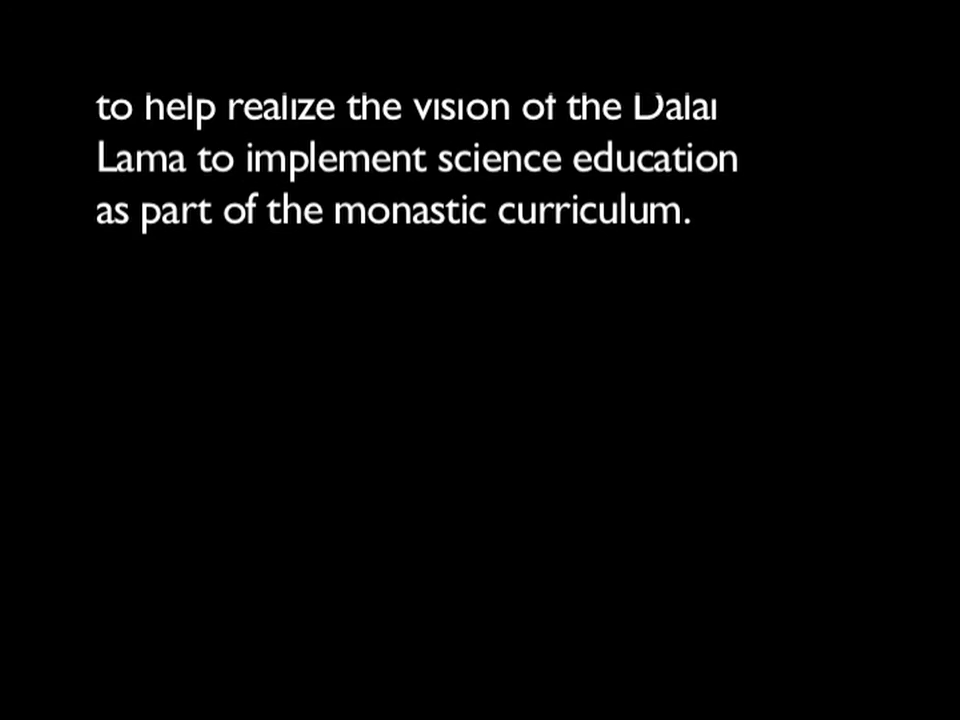 to help realize the vision of the Dalai
Lama to implement science education
as part of the monastic curriculum.